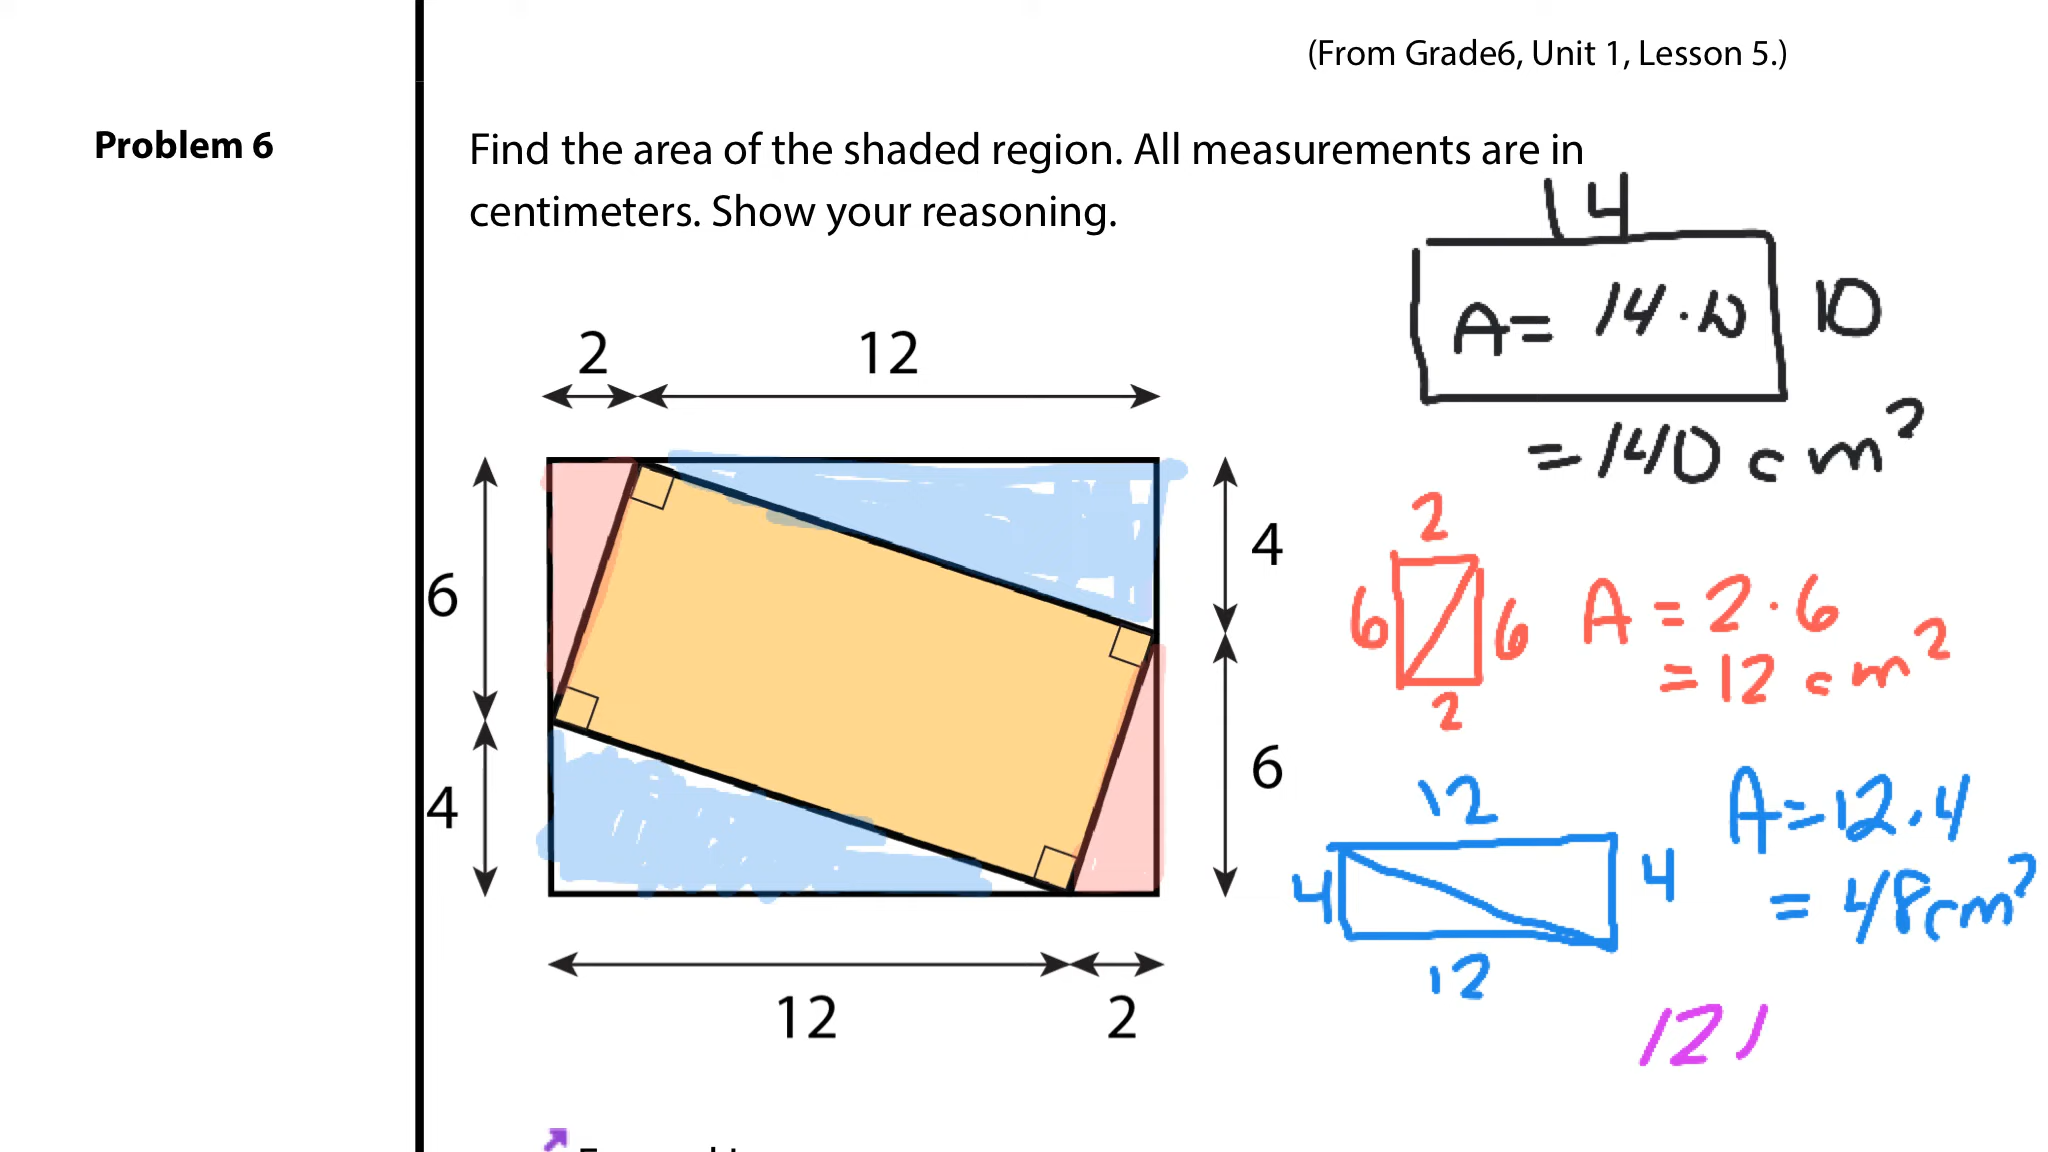 (From Grade6, Unit 1, Lesson 5.)
Problem 6
Find the area of the shaded region. All measurements are in
centimeters. Show your reasoning.
14
A = 14 · 10
10
= 140 cm²
2 12
6
4
4
6
12 2
2
6 6
2
A = 2 · 6
= 12 cm²
12
4 4
12
A = 12 · 4
= 48 cm²